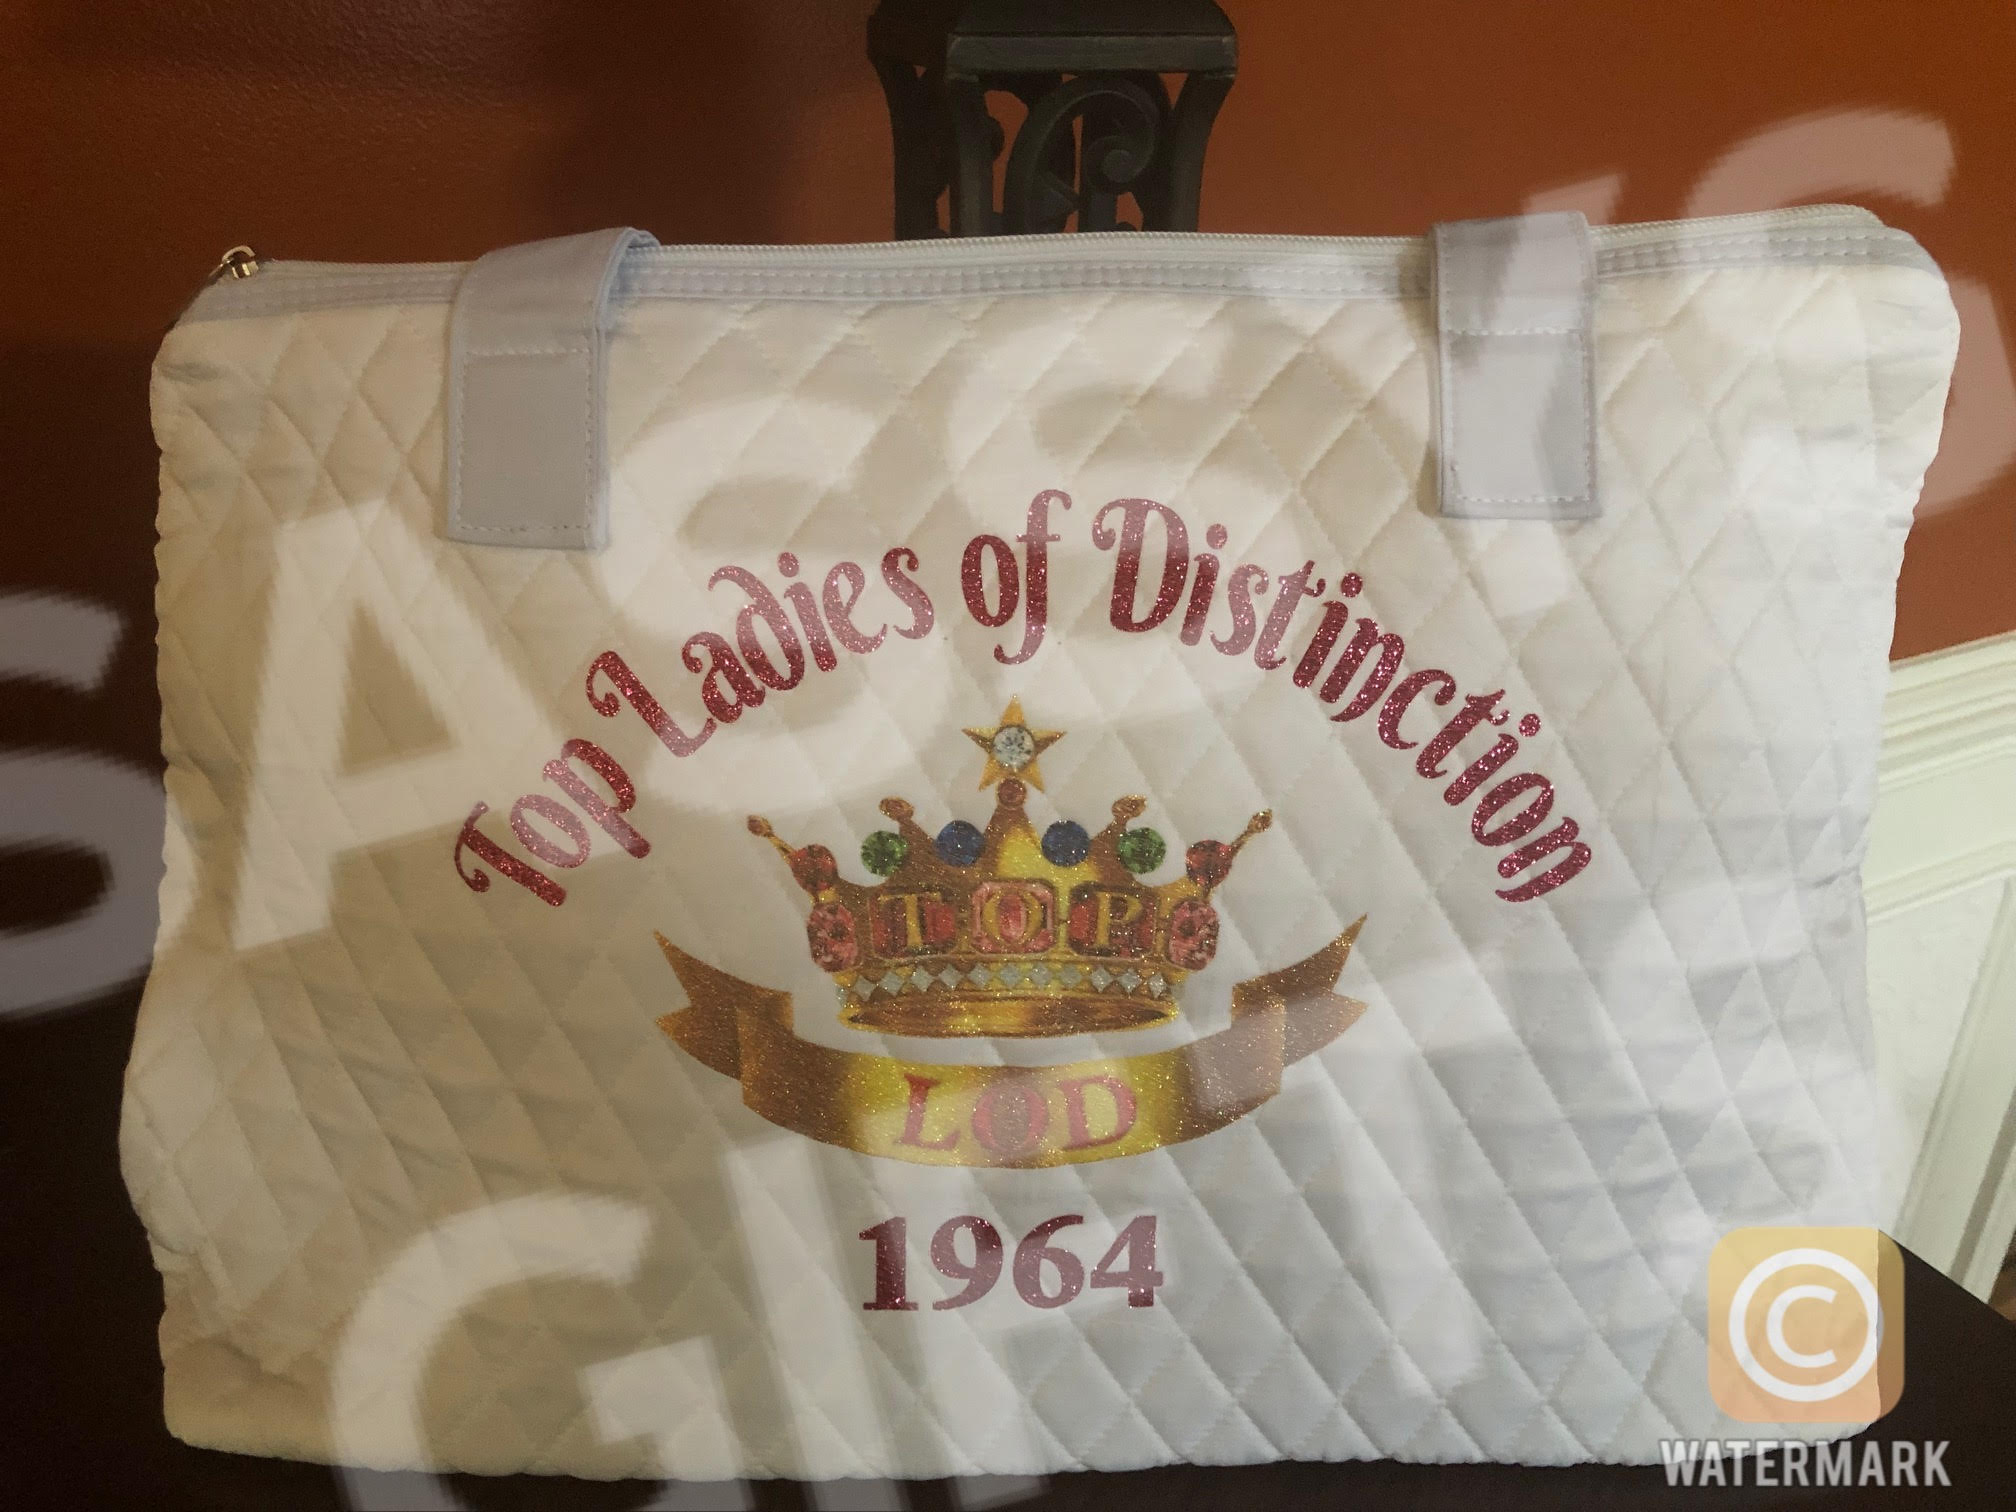 Top Ladies of Distinction
TOP
LOD
1964
C
WATERMARK